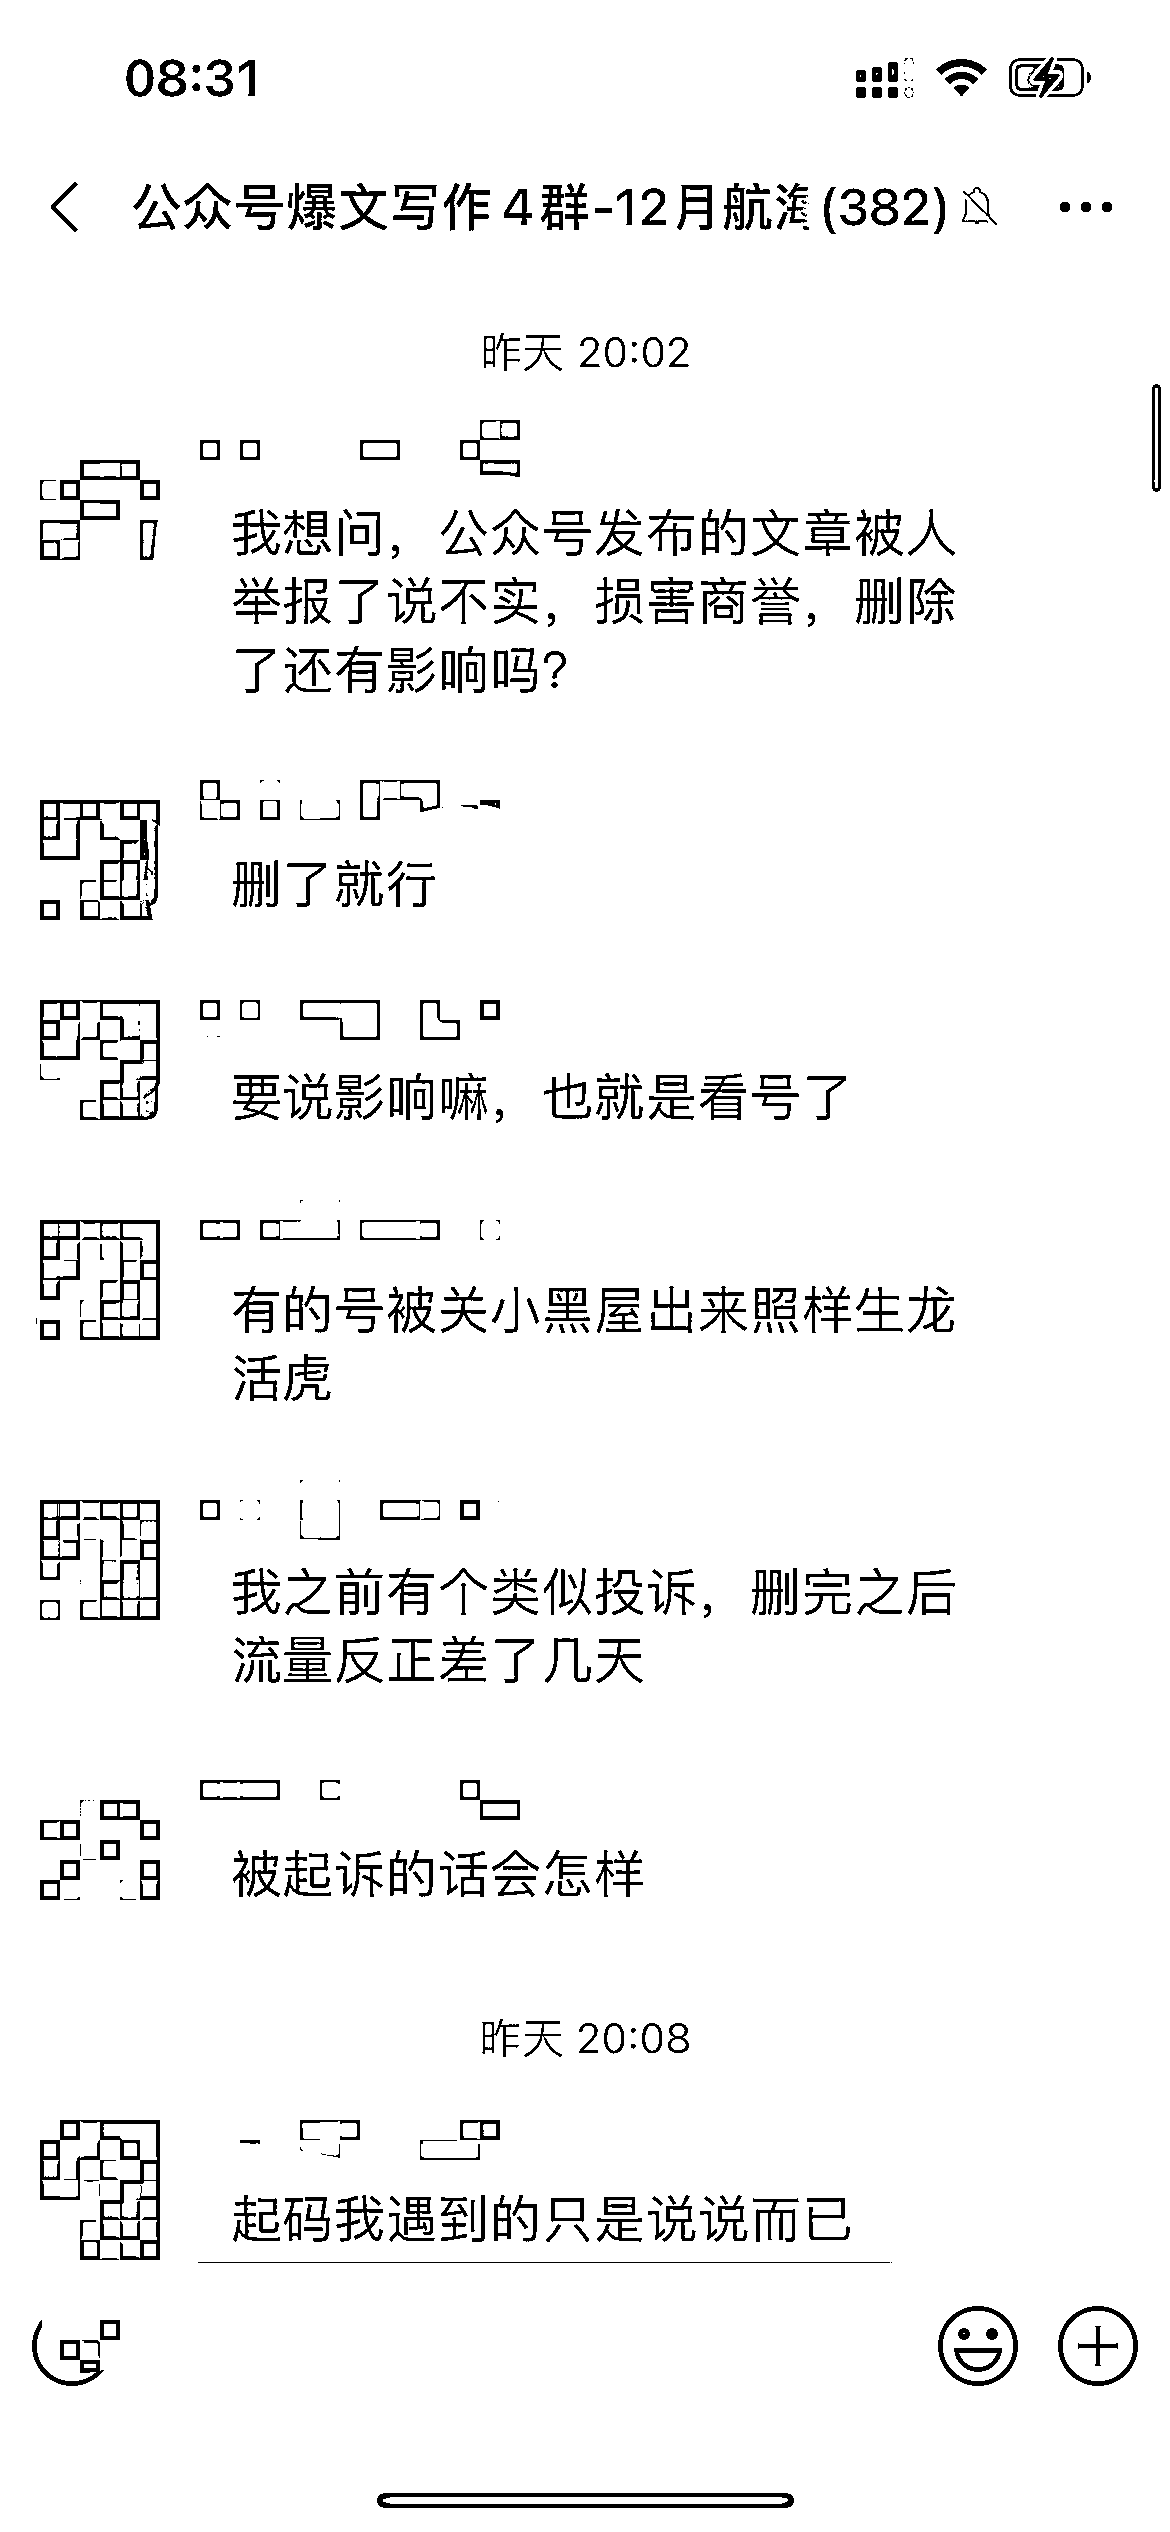 08:31
公众号爆文写作4群-12月航海(382)
昨天 20:02
我想问，公众号发布的文章被人
举报了说不实，损害商誉，删除
了还有影响吗？
删了就行
要说影响嘛，也就是看号了
有的号被关小黑屋出来照样生龙
活虎
我之前有个类似投诉，删完之后
流量反正差了几天
被起诉的话会怎样
昨天 20:08
起码我遇到的只是说说而已